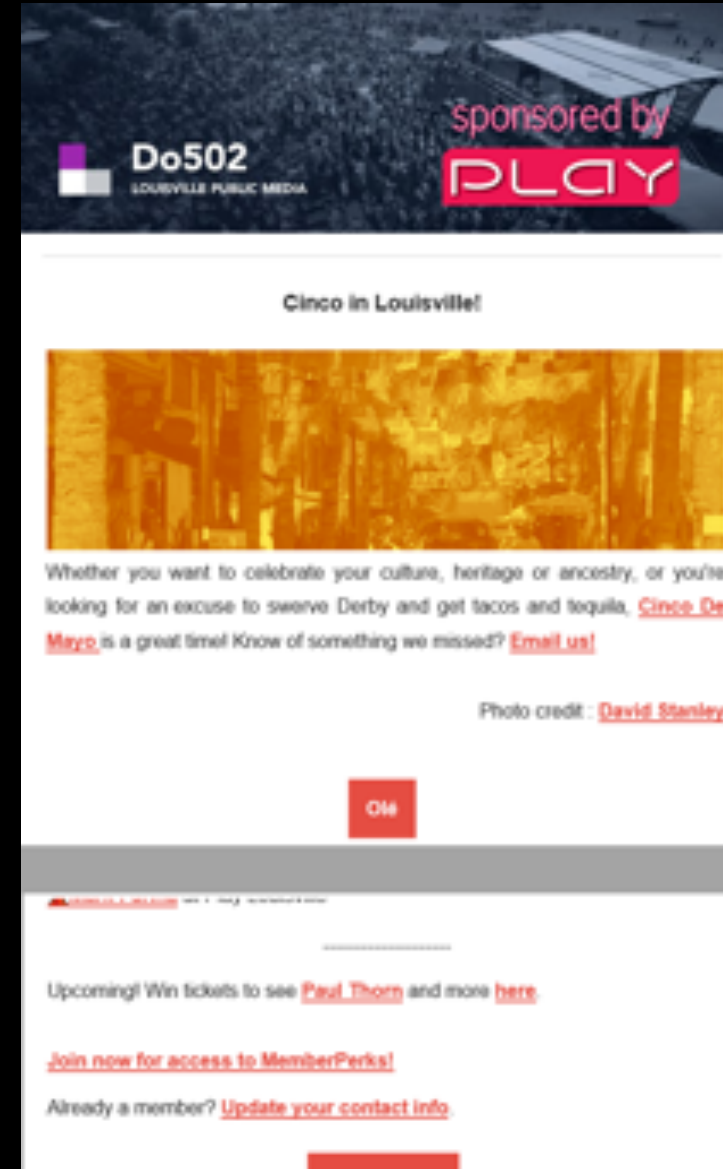 Do502
LOUISVILLE PUBLIC MEDIA
sponsored by
PLAY
Cinco in Louisville!
Whether you want to celebrate your culture, heritage or ancestry, or you're
looking for an excuse to swerve Derby and get tacos and tequila, Cinco De
Mayo is a great time! Know of something we missed? Email us!
Photo credit : David Stanley
Olé
--------------------
Upcoming! Win tickets to see Paul Thorn and more here.
Join now for access to MemberPerks!
Already a member? Update your contact info.